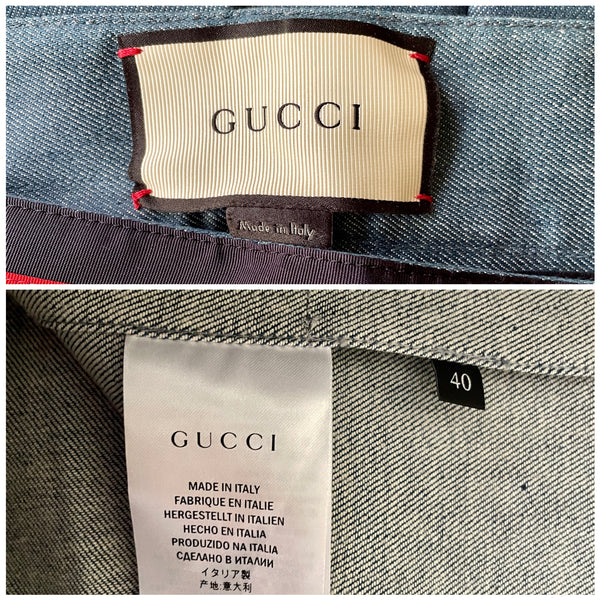 GUCCI
Made in Italy
40
GUCCI
MADE IN ITALY
FABRIQUE EN ITALIE
HERGESTELLT IN ITALIEN
HECHO EN ITALIA
PRODUZIDO NA ITALIA
СДЕЛАНО В ИТАЛИИ
イタリア製
产地:意大利